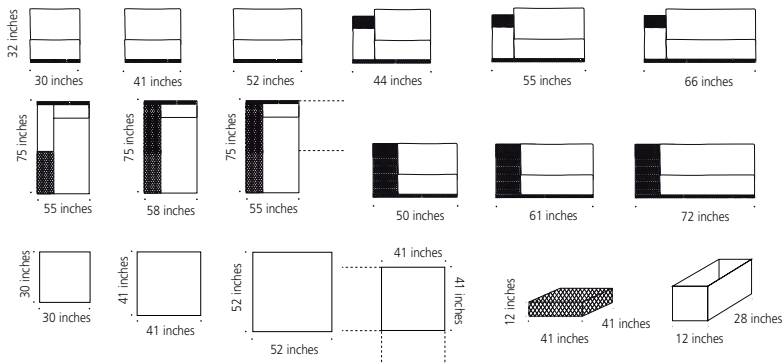 32 inches
30 inches
41 inches
52 inches
44 inches
55 inches
66 inches
75 inches
55 inches
75 inches
58 inches
75 inches
55 inches
50 inches
61 inches
72 inches
30 inches
30 inches
41 inches
41 inches
52 inches
52 inches
41 inches
41 inches
12 inches
41 inches
41 inches
12 inches
28 inches